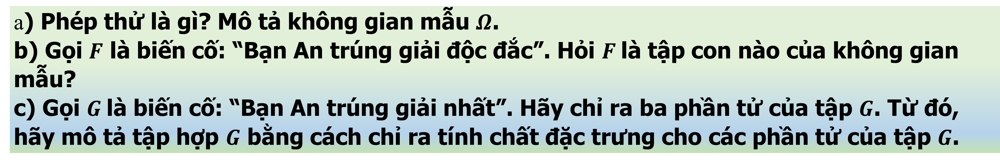 a) Phép thử là gì? Mô tả không gian mẫu Ω.
b) Gọi F là biến cố: “Bạn An trúng giải độc đắc”. Hỏi F là tập con nào của không gian
mẫu?
c) Gọi G là biến cố: “Bạn An trúng giải nhất”. Hãy chỉ ra ba phần tử của tập G. Từ đó,
hãy mô tả tập hợp G bằng cách chỉ ra tính chất đặc trưng cho các phần tử của tập G.